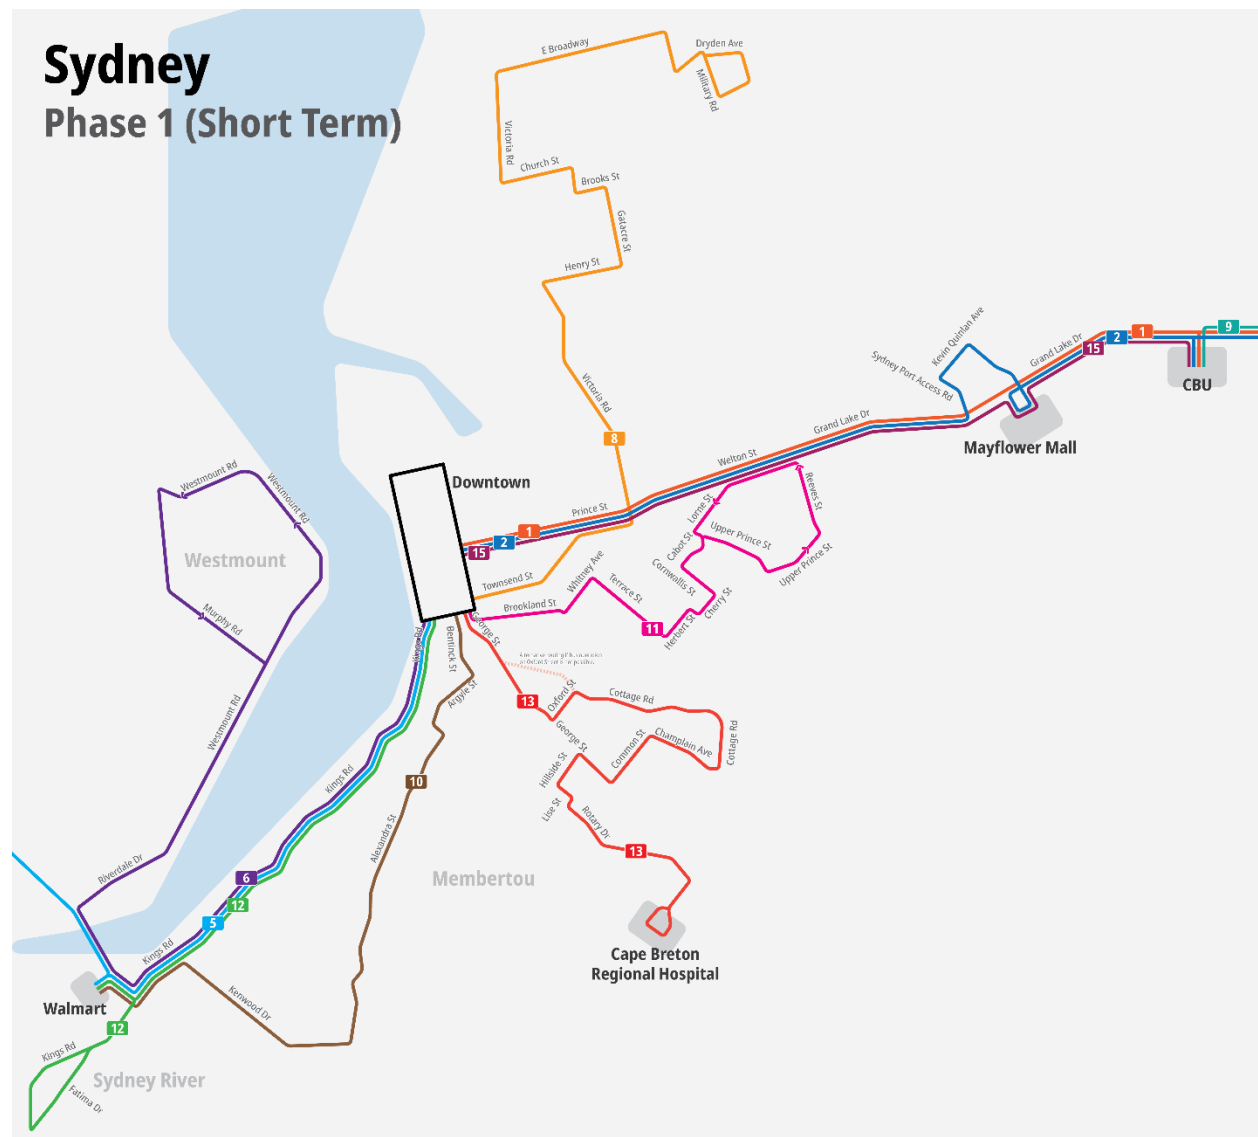 Sydney
Phase 1 (Short Term)
E Broadway
Dryden Ave
Military Rd
Victoria Rd
Church St
Brooks St
Gatacre St
Henry St
Victoria Rd
8
Kevin Quinlan Ave
Sydney Port Access Rd
Grand Lake Dr
1
2
15
9
CBU
Mayflower Mall
Grand Lake Dr
Welton St
Prince St
1
2
15
Downtown
Townsend St
Brookland St
Whitney Ave
Terrace St
11
Herbert St
Cherry St
Cornwallis St
Cabot St
Lorne St
Upper Prince St
Upper Prince St
Reeves St
Westmount Rd
Westmount Rd
Westmount
Murphy Rd
Westmount Rd
Riverdale Dr
Kings Rd
Bentinck St
George St
Argyle St
13
Oxford St
Cottage Rd
Cottage Rd
George St
Champlain Ave
Common St
Hillside St
Lise St
Rotary Dr
13
Cape Breton
Regional Hospital
10
Alexandra St
Membertou
Kings Rd
6
12
5
Kings Rd
Kenwood Dr
Walmart
12
Kings Rd
Fatima Dr
Sydney River